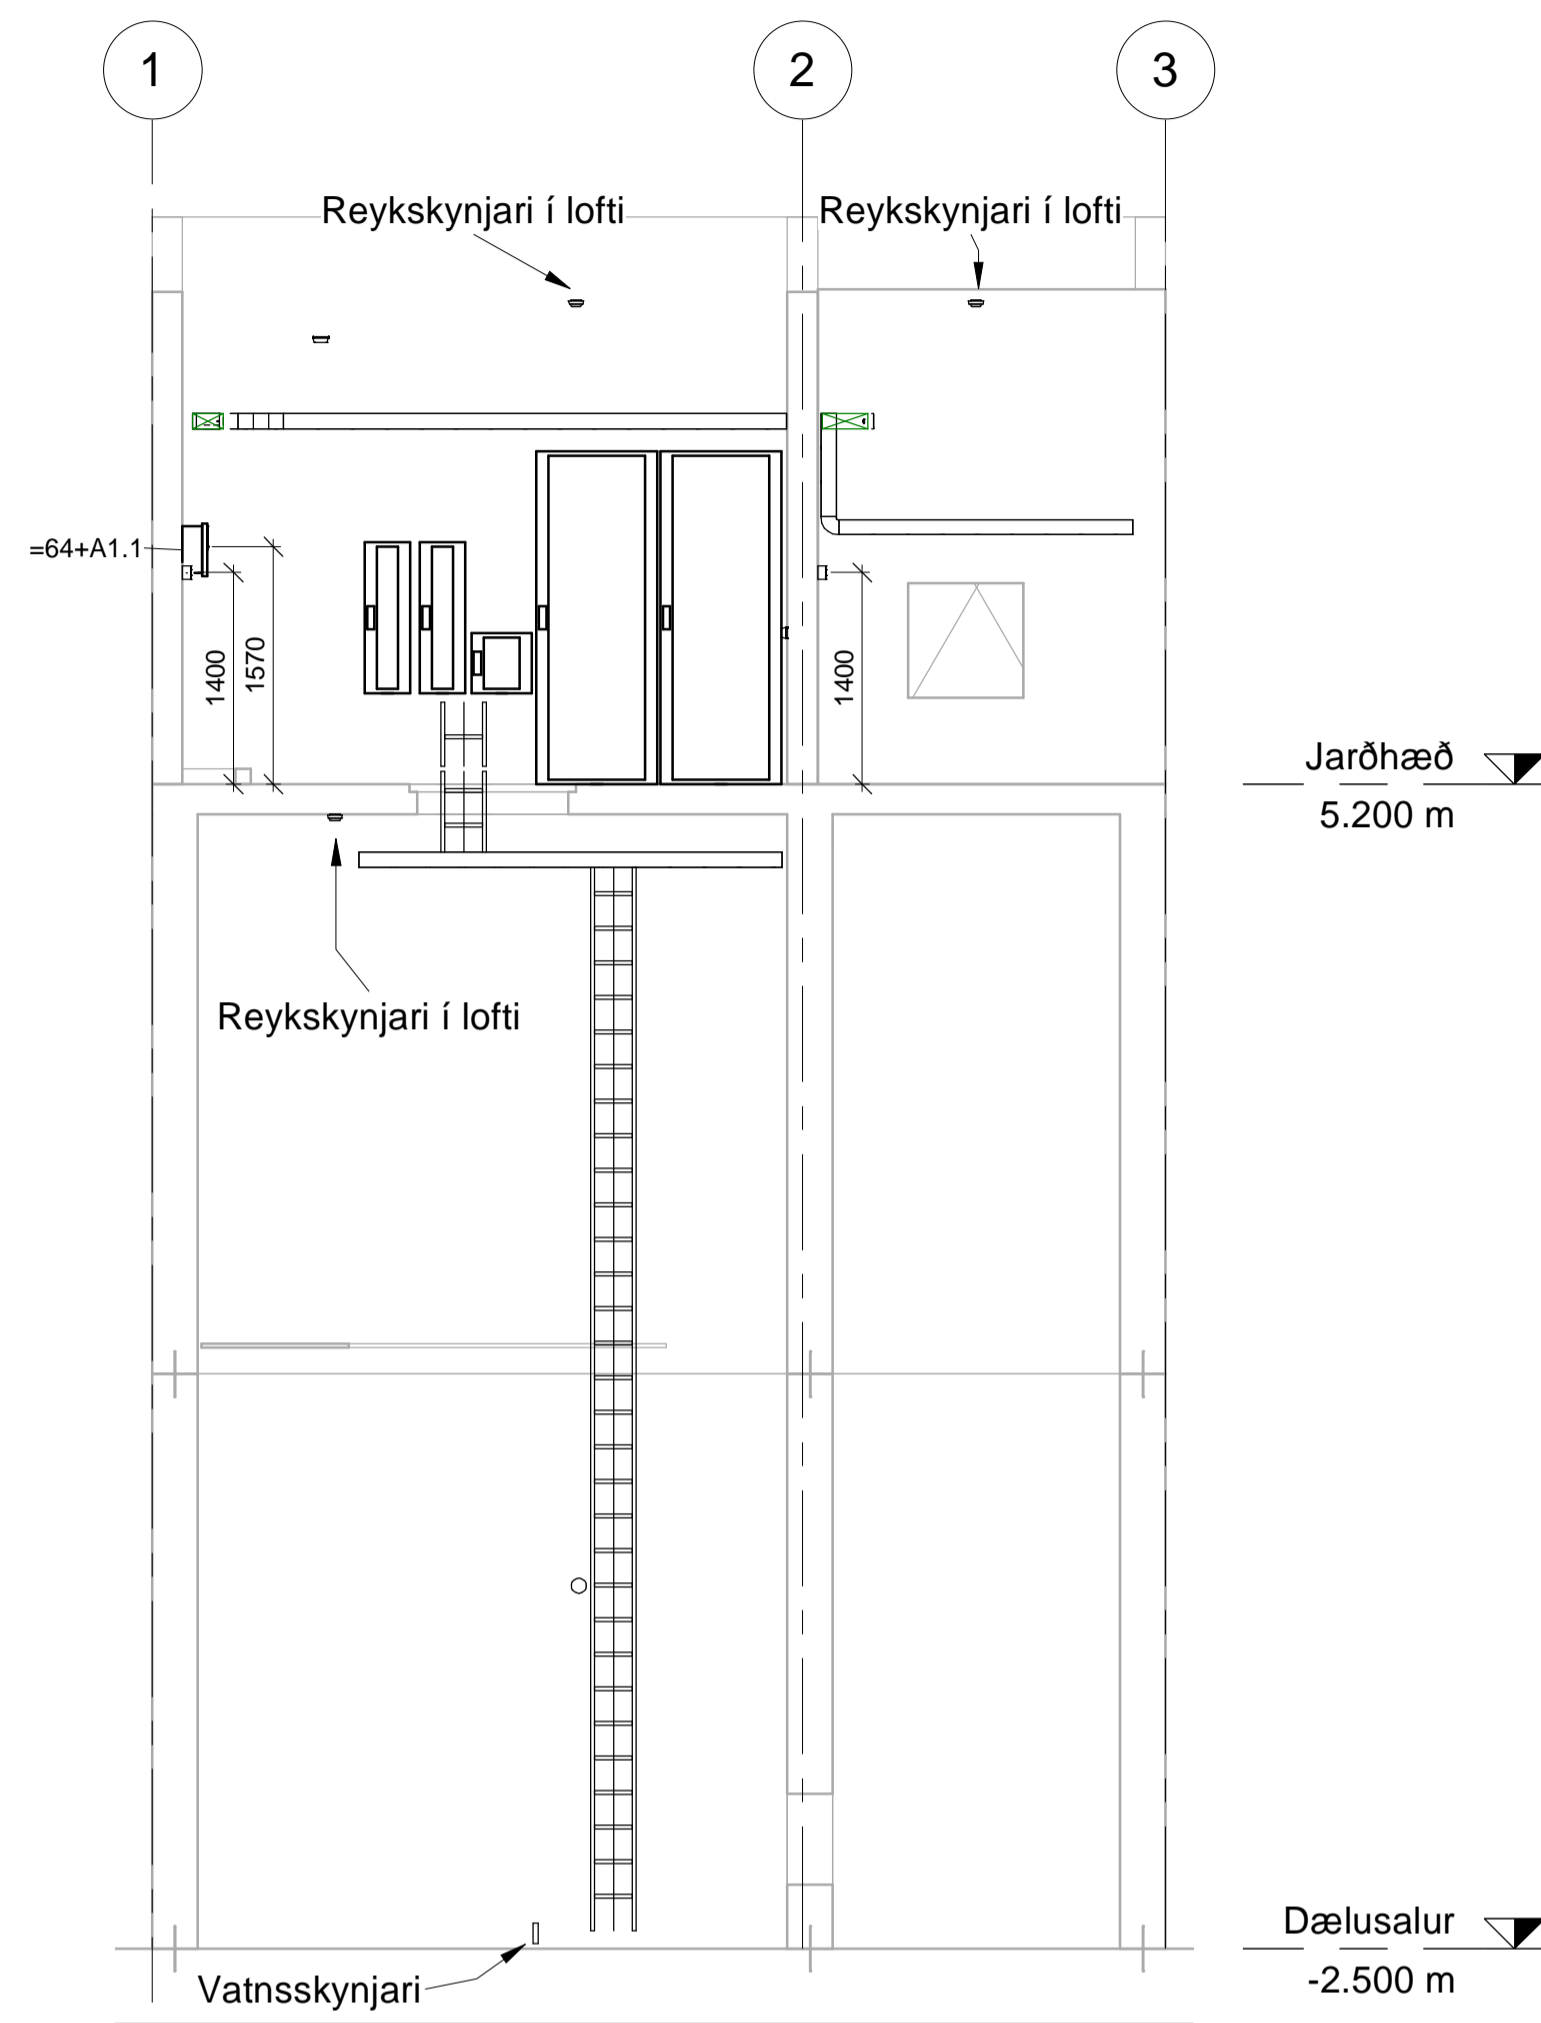 1
2
3
Reykskynjari í lofti
Reykskynjari í lofti
=64+A1.1
1400
1570
1400
Jarðhæð
5.200 m
Reykskynjari í lofti
Dælusalur
-2.500 m
Vatnsskynjari